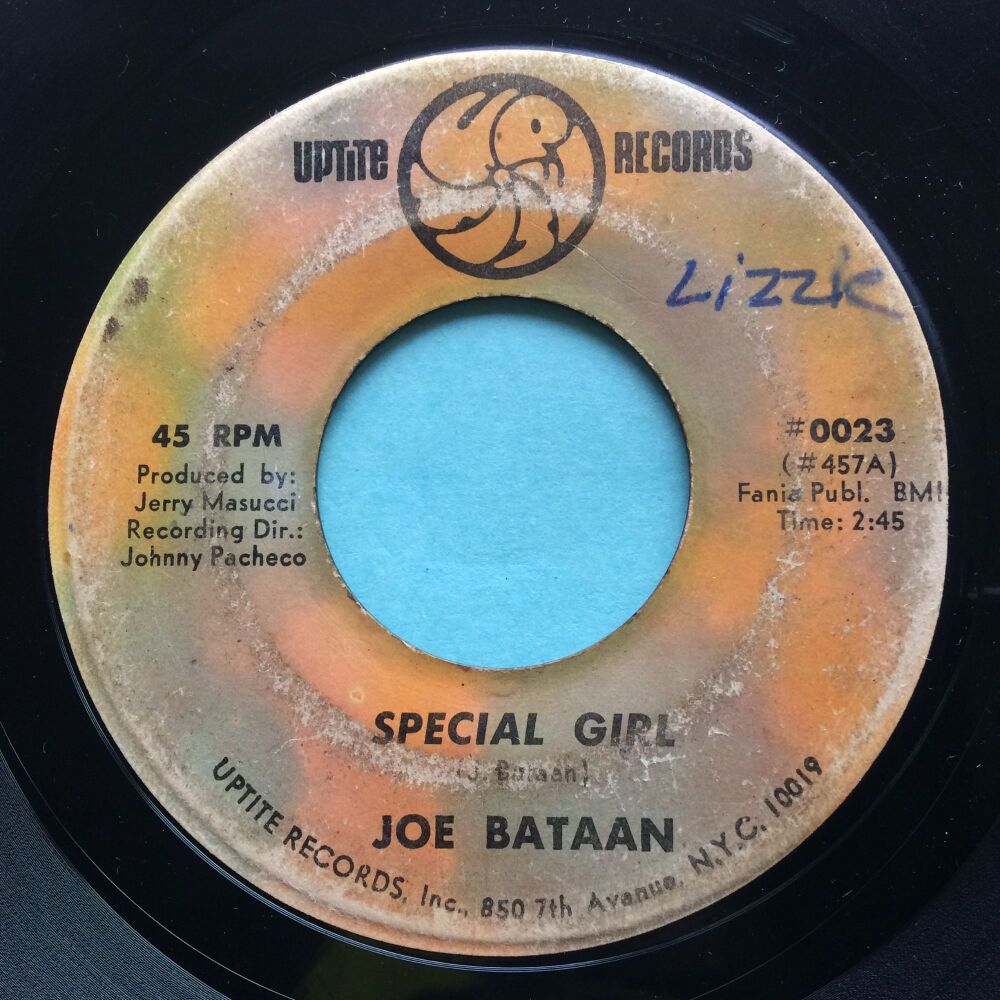 UPTITE RECORDS
Lizzie
45 RPM
Produced by:
Jerry Masucci
Recording Dir.:
Johnny Pacheco
#0023
(#457A)
Fania Publ. BMI
Time: 2:45
SPECIAL GIRL
(J. Bataan)
JOE BATAAN
UPTITE RECORDS, Inc., 850 7th Avenue, N.Y.C. 10019